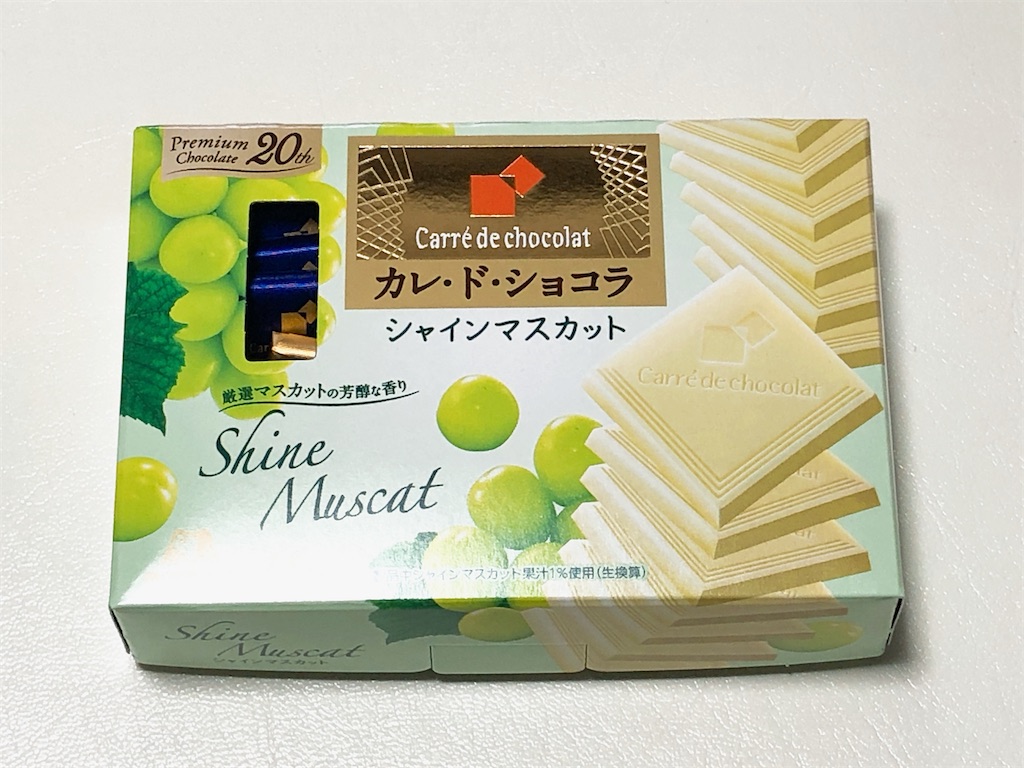 Premium
Chocolate 20th
Carré de chocolat
カレ・ド・ショコラ
シャインマスカット
厳選マスカットの芳醇な香り
Shine
Muscat
Carré de chocolat
シャインマスカット果汁1%使用(生換算)
Shine
Muscat
シャインマスカット